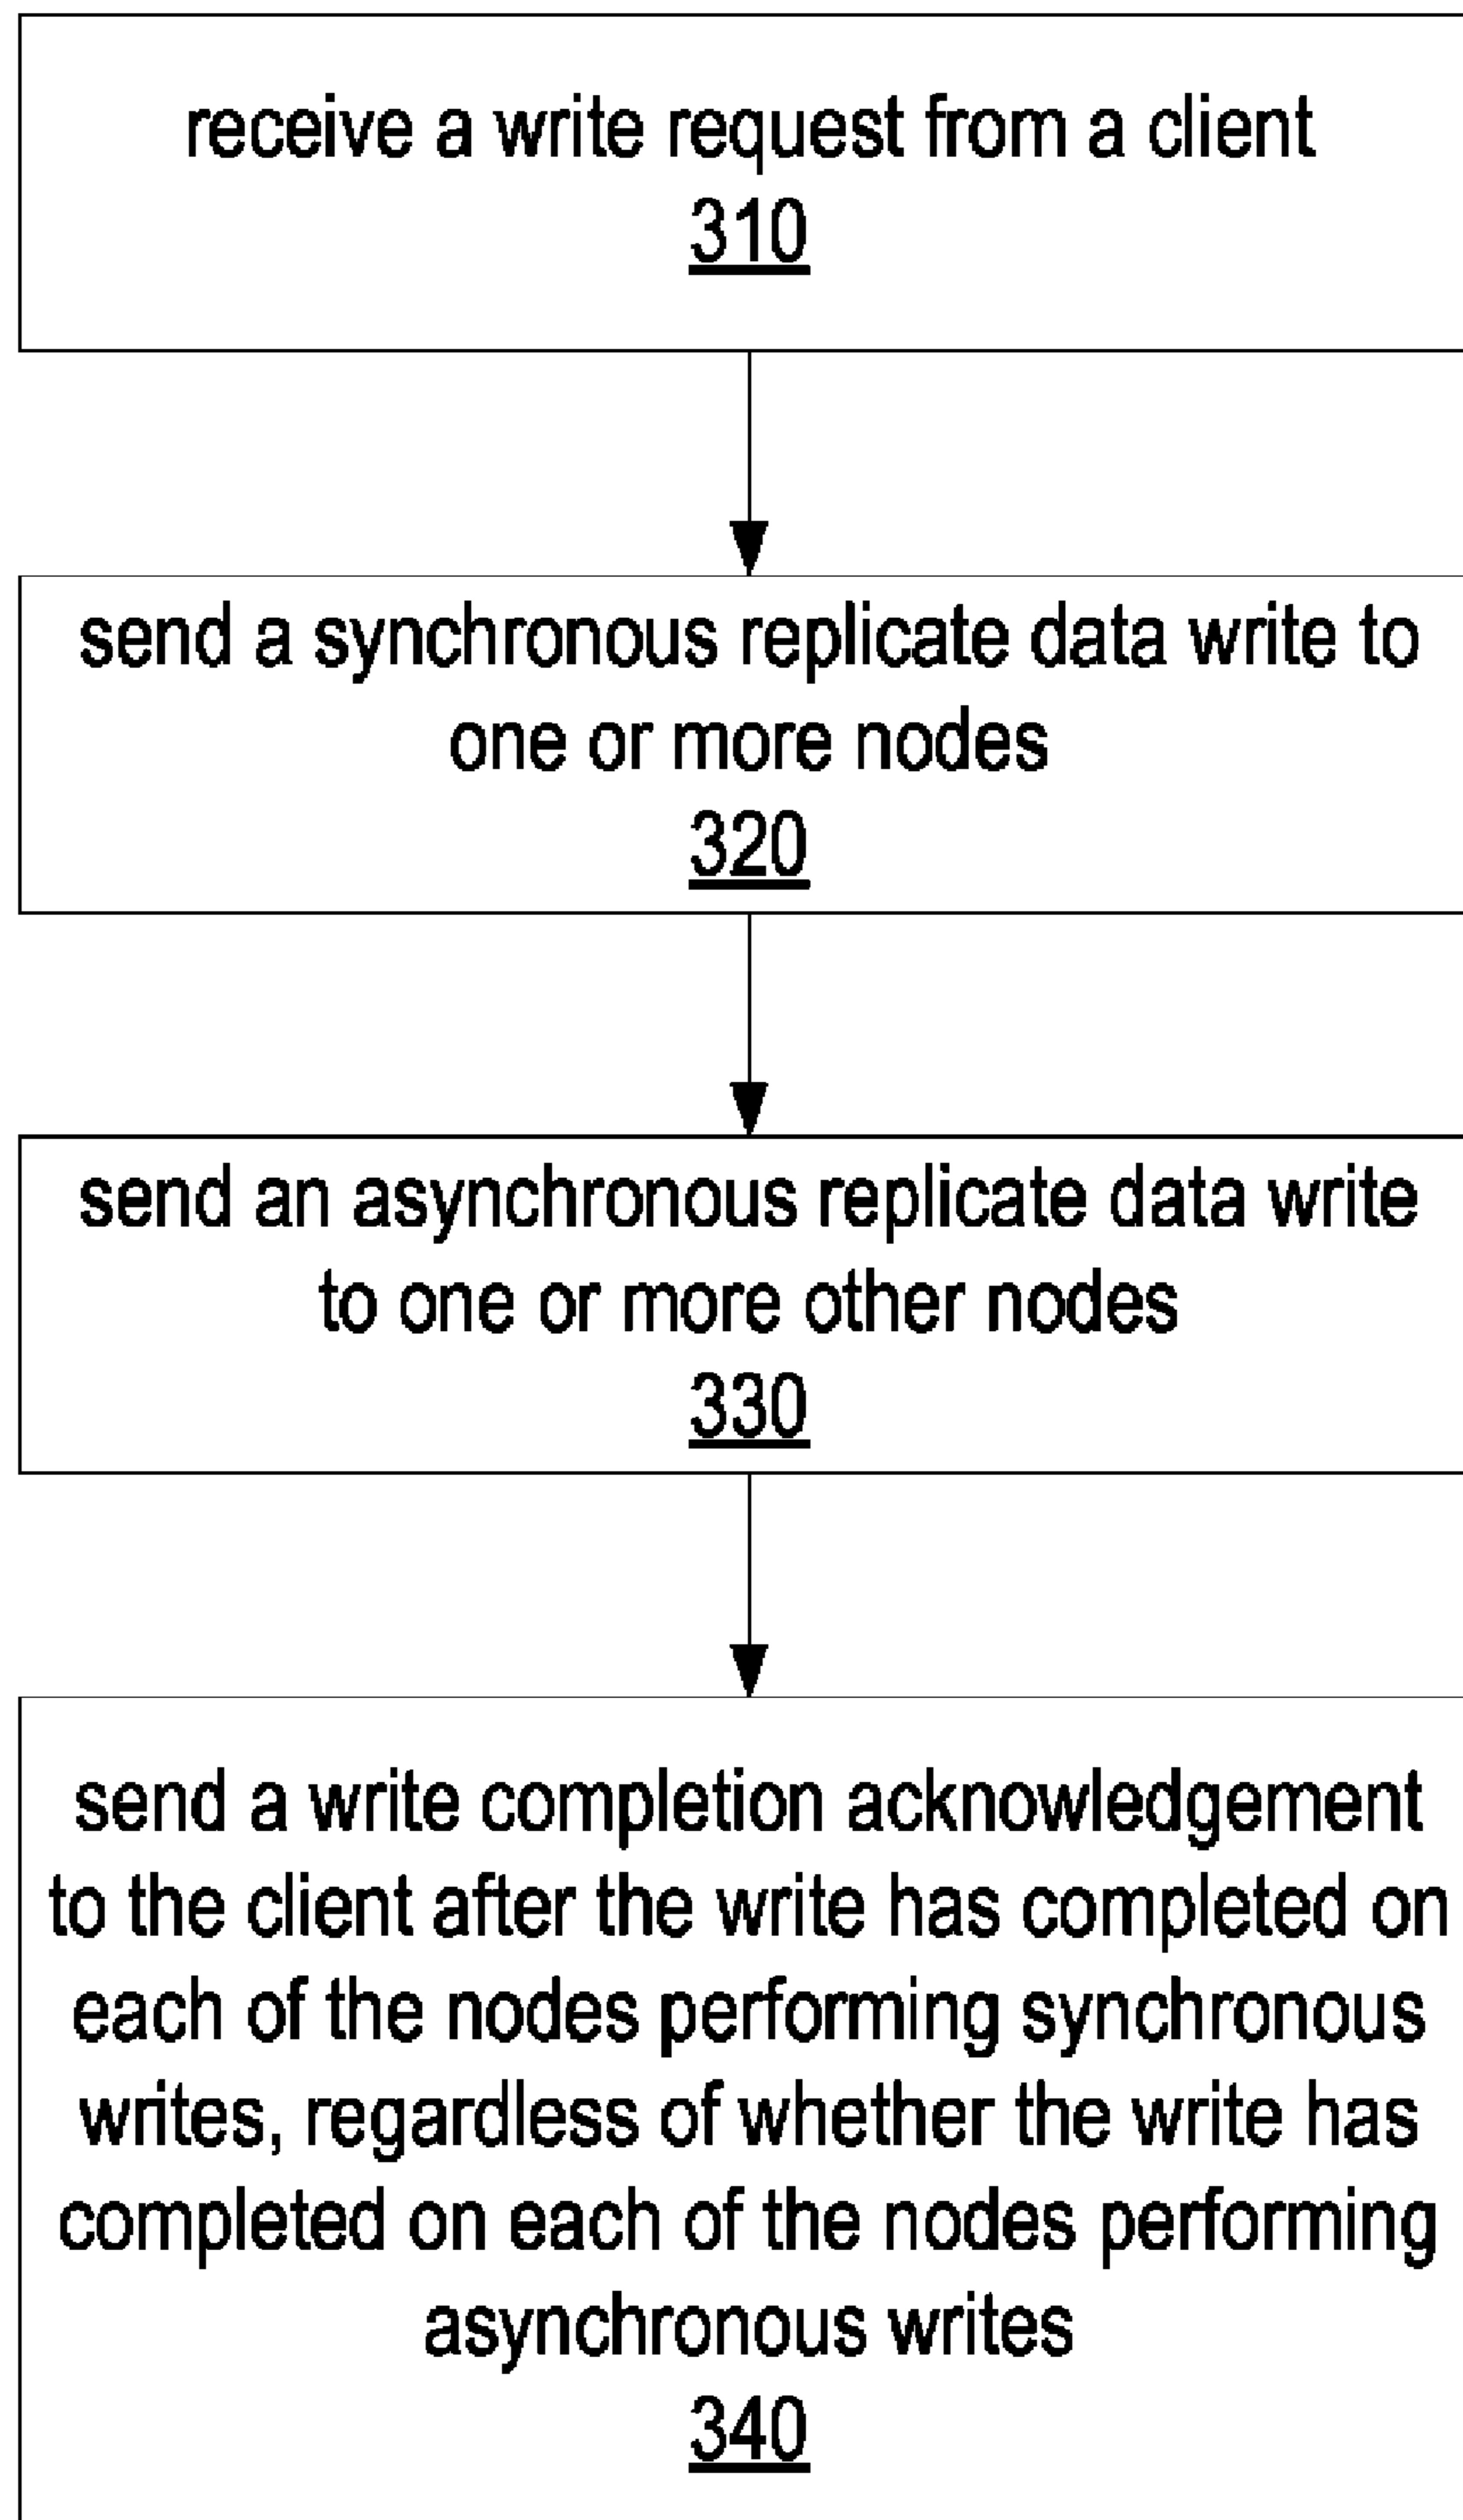 receive a write request from a client
310
send a synchronous replicate data write to
one or more nodes
320
send an asynchronous replicate data write
to one or more other nodes
330
send a write completion acknowledgement
to the client after the write has completed on
each of the nodes performing synchronous
writes, regardless of whether the write has
completed on each of the nodes performing
asynchronous writes
340